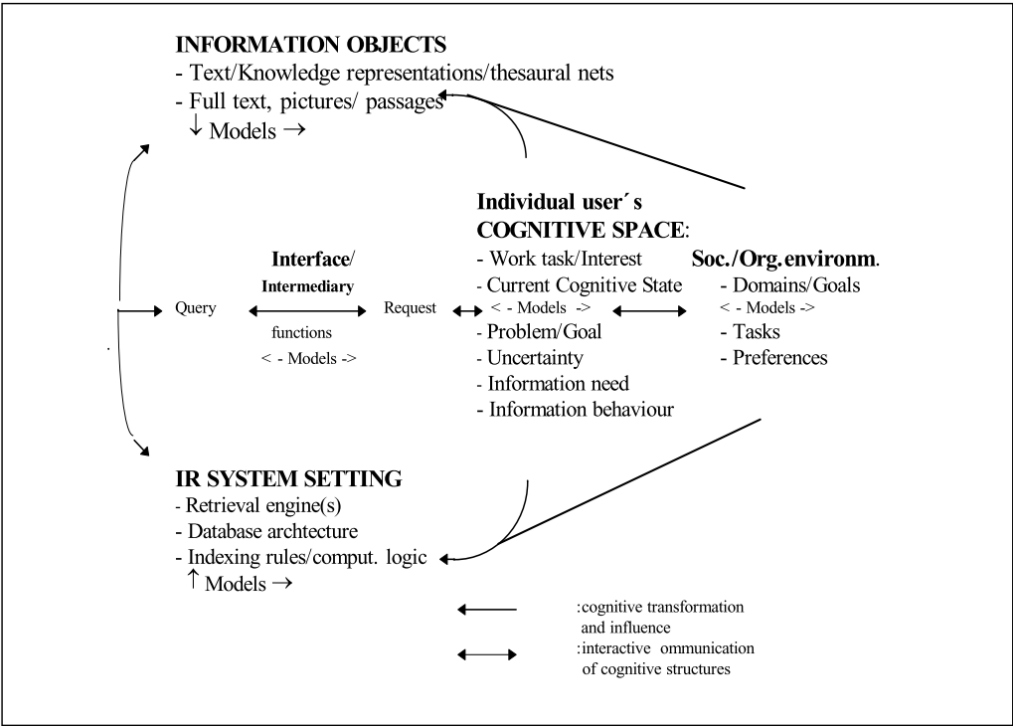 INFORMATION OBJECTS
- Text/Knowledge representations/thesaural nets
- Full text, pictures/ passages
↓ Models →
Individual user´s
COGNITIVE SPACE:
- Work task/Interest
- Current Cognitive State
< - Models ->
- Problem/Goal
- Uncertainty
- Information need
- Information behaviour
Soc./Org.environm.
- Domains/Goals
< - Models ->
- Tasks
- Preferences
Interface/
Intermediary
functions
< - Models ->
Query
Request
IR SYSTEM SETTING
- Retrieval engine(s)
- Database archtecture
- Indexing rules/comput. logic
↑ Models →
:cognitive transformation
and influence
:interactive ommunication
of cognitive structures